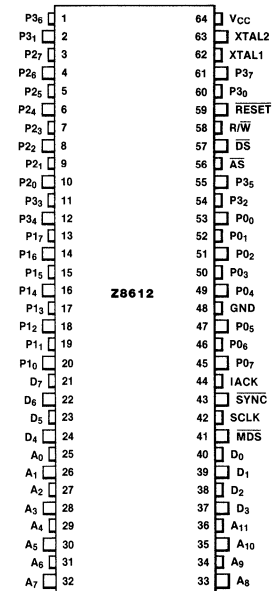 P3₆ 1 64 VCC
P3₁ 2 63 XTAL2
P2₇ 3 62 XTAL1
P2₆ 4 61 P3₇
P2₅ 5 60 P3₀
P2₄ 6 59 R̅E̅S̅E̅T̅
P2₃ 7 58 R/W̅
P2₂ 8 57 D̅S̅
P2₁ 9 56 A̅S̅
P2₀ 10 55 P3₅
P3₃ 11 54 P3₂
P3₄ 12 53 P0₀
P1₇ 13 52 P0₁
P1₆ 14 51 P0₂
P1₅ 15 50 P0₃
P1₄ 16 Z8612 49 P0₄
P1₃ 17 48 GND
P1₂ 18 47 P0₅
P1₁ 19 46 P0₆
P1₀ 20 45 P0₇
D₇ 21 44 IACK
D₆ 22 43 S̅Y̅N̅C̅
D₅ 23 42 SCLK
D₄ 24 41 M̅D̅S̅
A₀ 25 40 D₀
A₁ 26 39 D₁
A₂ 27 38 D₂
A₃ 28 37 D₃
A₄ 29 36 A₁₁
A₅ 30 35 A₁₀
A₆ 31 34 A₉
A₇ 32 33 A₈